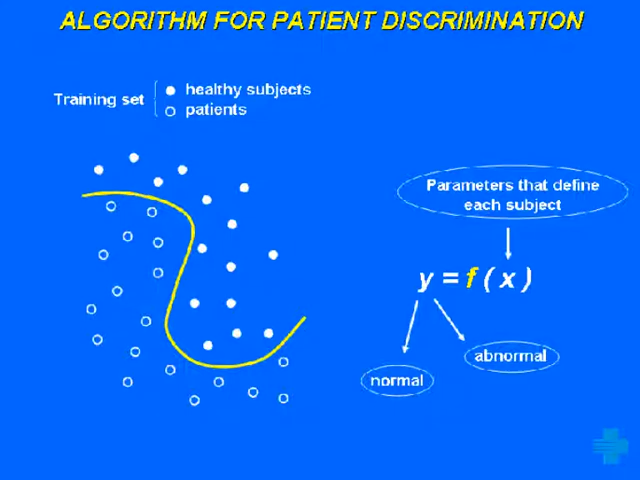 ALGORITHM FOR PATIENT DISCRIMINATION
Training set
healthy subjects
patients
Parameters that define
each subject
y = f ( x )
abnormal
normal